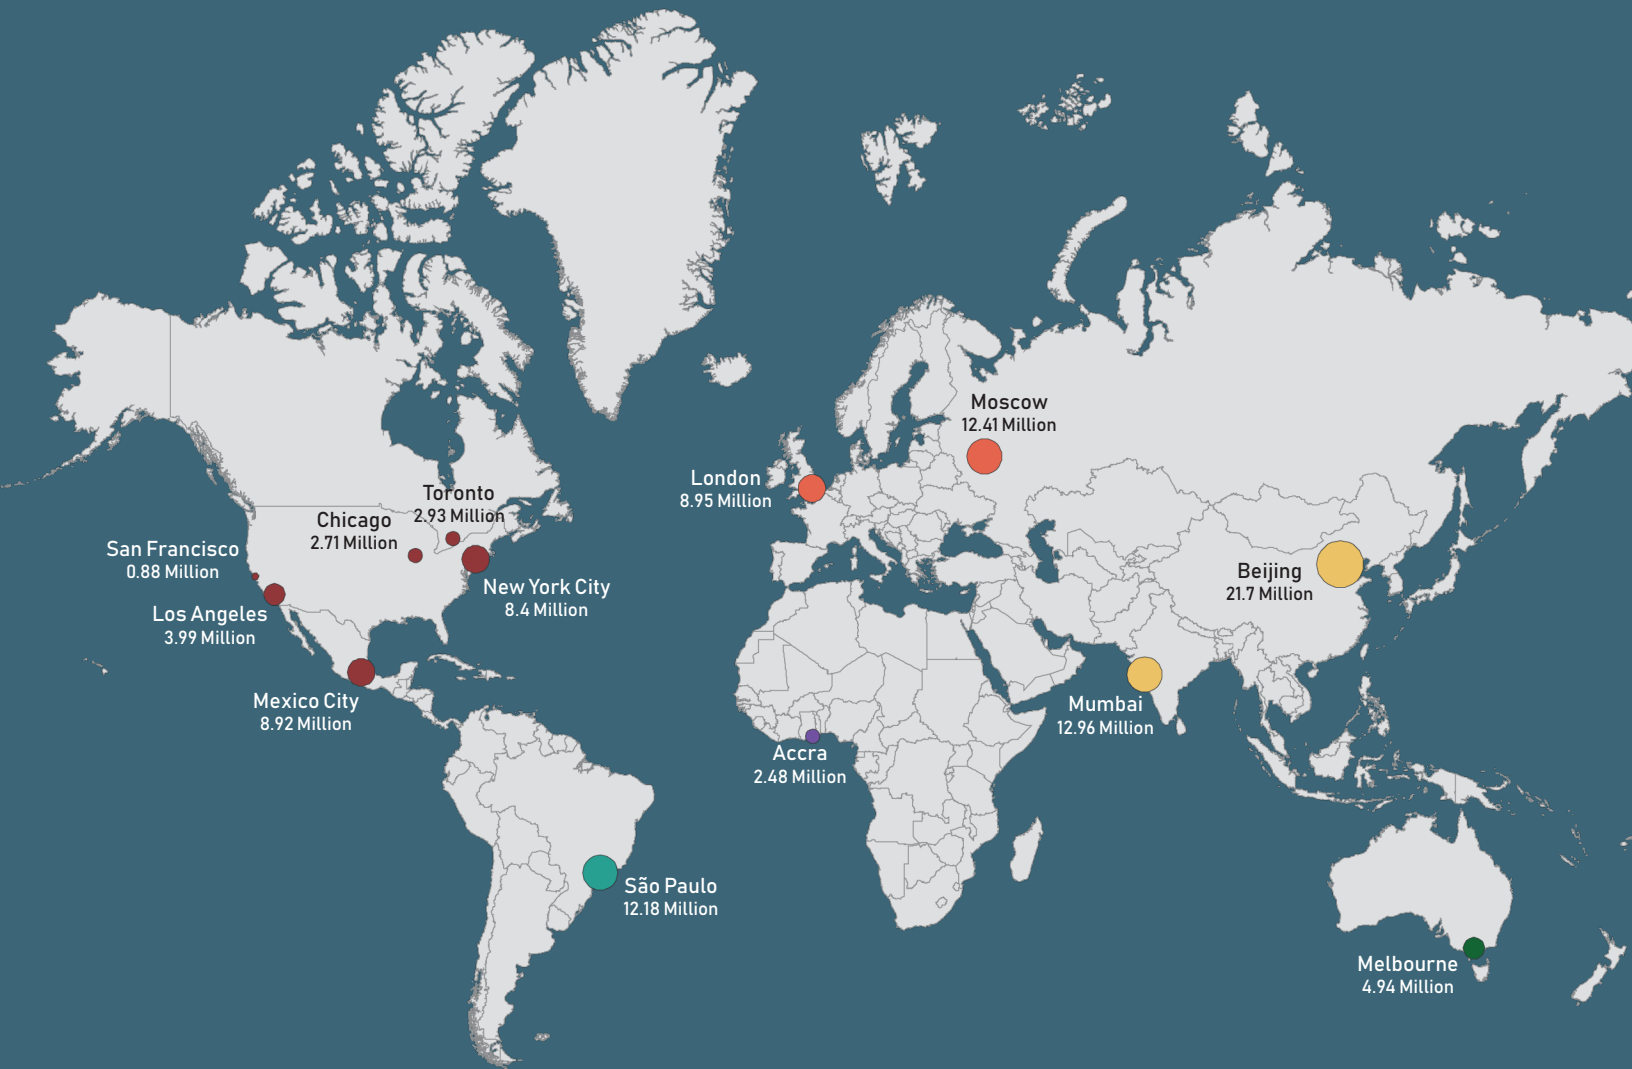 Moscow
12.41 Million
London
8.95 Million
Toronto
2.93 Million
Chicago
2.71 Million
San Francisco
0.88 Million
New York City
8.4 Million
Los Angeles
3.99 Million
Beijing
21.7 Million
Mexico City
8.92 Million
Mumbai
12.96 Million
Accra
2.48 Million
São Paulo
12.18 Million
Melbourne
4.94 Million